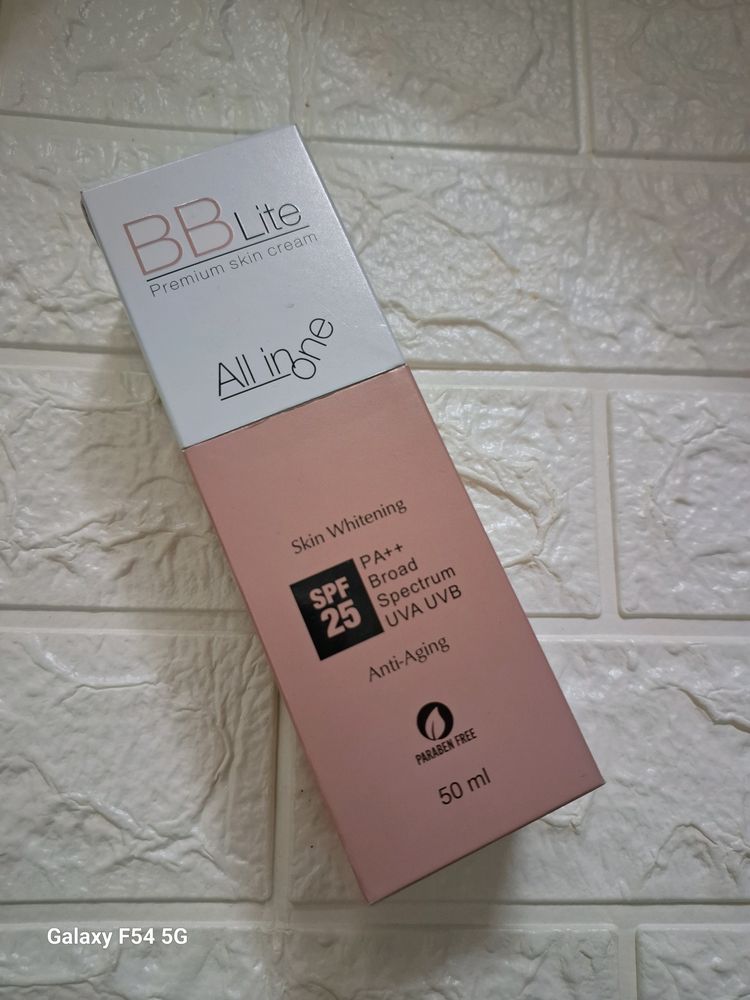 BB Lite
Premium skin cream
All in one
Skin Whitening
SPF
25
PA++
Broad
Spectrum
UVA UVB
Anti-Aging
PARABEN FREE
50 ml
Galaxy F54 5G